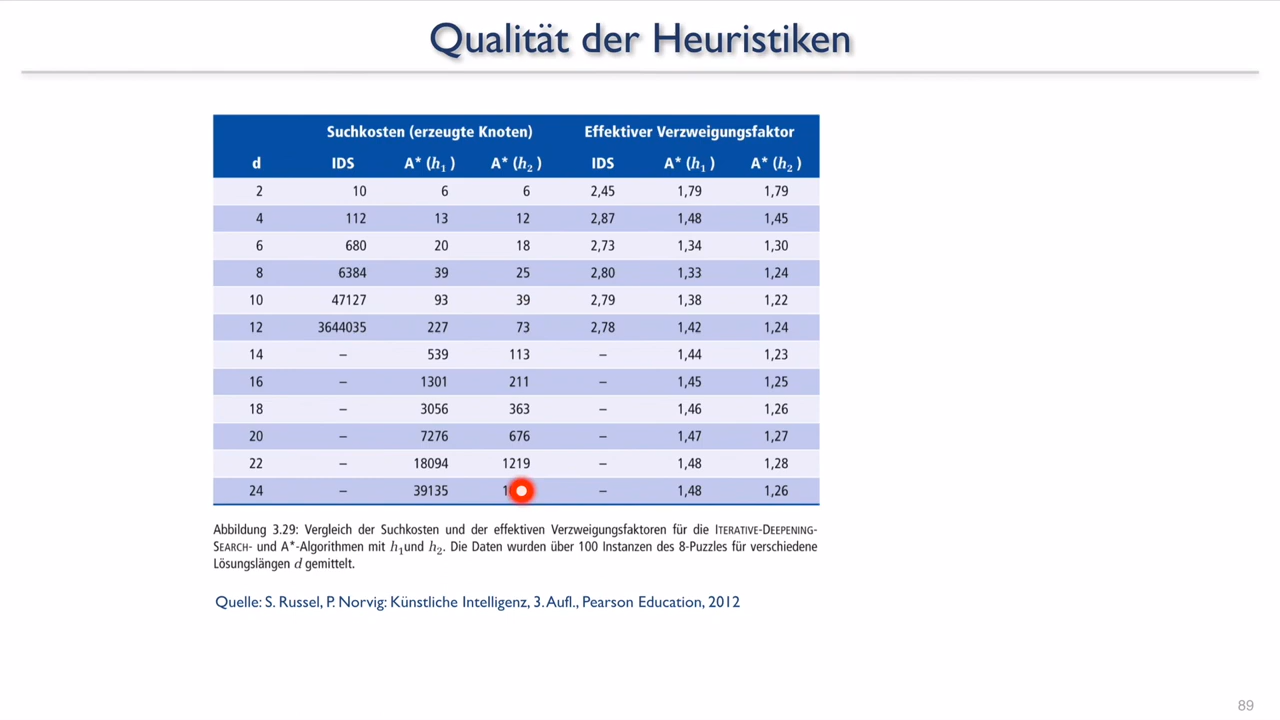 Qualität der Heuristiken
Suchkosten (erzeugte Knoten) Effektiver Verzweigungsfaktor
d IDS A* (h1) A* (h2) IDS A* (h1) A* (h2)
2 10 6 6 2,45 1,79 1,79
4 112 13 12 2,87 1,48 1,45
6 680 20 18 2,73 1,34 1,30
8 6384 39 25 2,80 1,33 1,24
10 47127 93 39 2,79 1,38 1,22
12 3644035 227 73 2,78 1,42 1,24
14 – 539 113 – 1,44 1,23
16 – 1301 211 – 1,45 1,25
18 – 3056 363 – 1,46 1,26
20 – 7276 676 – 1,47 1,27
22 – 18094 1219 – 1,48 1,28
24 – 39135 – 1,48 1,26
Abbildung 3.29: Vergleich der Suchkosten und der effektiven Verzweigungsfaktoren für die ITERATIVE-DEEPENING-
SEARCH- und A*-Algorithmen mit h1und h2. Die Daten wurden über 100 Instanzen des 8-Puzzles für verschiedene
Lösungslängen d gemittelt.
Quelle: S. Russel, P. Norvig: Künstliche Intelligenz, 3. Aufl., Pearson Education, 2012
89